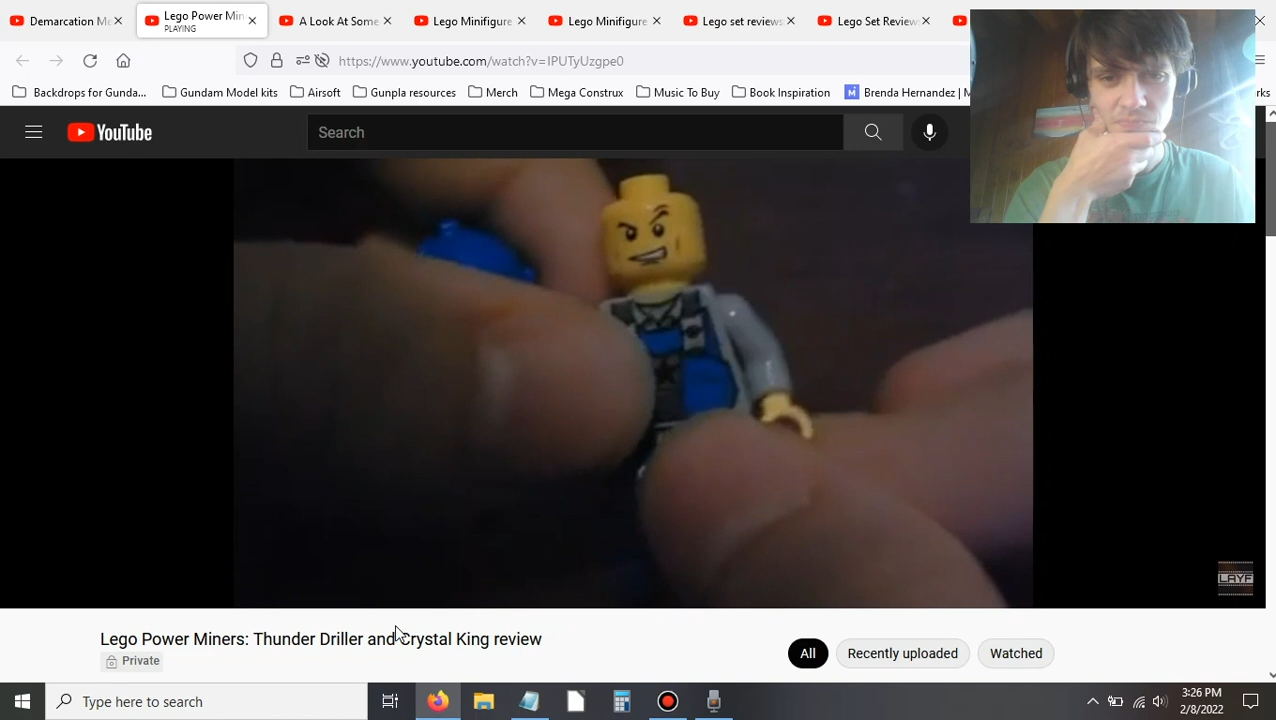 Demarcation Me
Lego Power Min
PLAYING
A Look At Some
Lego Minifigure
Lego Minifigure
Lego set reviews
Lego Set Review
https://www.youtube.com/watch?v=IPUTyUzgpe0
Backdrops for Gunda...
Gundam Model kits
Airsoft
Gunpla resources
Merch
Mega Construx
Music To Buy
Book Inspiration
M
Brenda Hernandez | M
rks
YouTube
Search
LAYF
Lego Power Miners: Thunder Driller and Crystal King review
Private
All
Recently uploaded
Watched
Type here to search
3:26 PM
2/8/2022